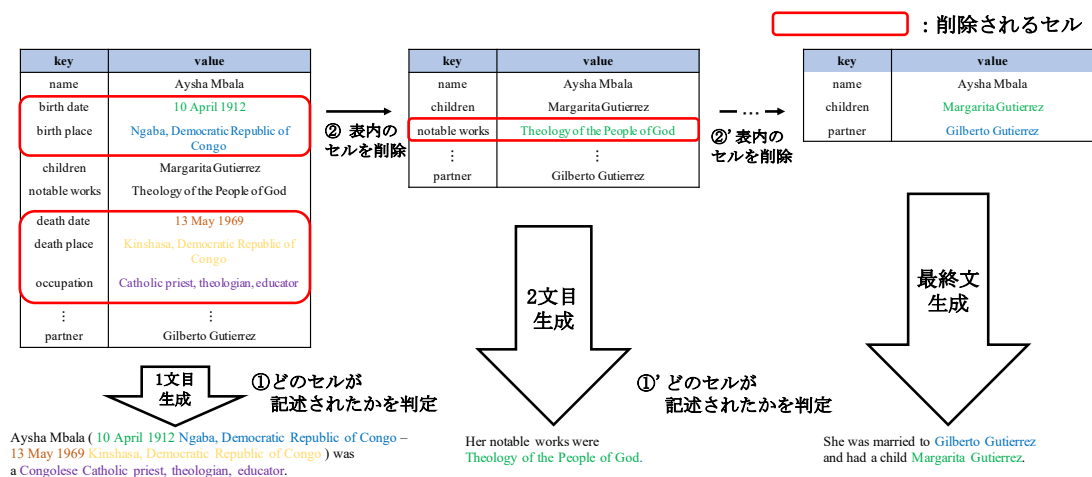 ：削除されるセル
key value
name Aysha Mbala
birth date 10 April 1912
birth place Ngaba, Democratic Republic of
Congo
children Margarita Gutierrez
notable works Theology of the People of God
death date 13 May 1969
death place Kinshasa, Democratic Republic of
Congo
occupation Catholic priest, theologian, educator
⋮ ⋮
partner Gilberto Gutierrez
② 表内の
セルを削除
key value
name Aysha Mbala
children Margarita Gutierrez
notable works Theology of the People of God
⋮ ⋮
partner Gilberto Gutierrez
…
②' 表内の
セルを削除
key value
name Aysha Mbala
children Margarita Gutierrez
partner Gilberto Gutierrez
1文目
生成
①どのセルが
記述されたかを判定
2文目
生成
①' どのセルが
記述されたかを判定
最終文
生成
Aysha Mbala ( 10 April 1912 Ngaba, Democratic Republic of Congo –
13 May 1969 Kinshasa, Democratic Republic of Congo ) was
a Congolese Catholic priest, theologian, educator.
Her notable works were
Theology of the People of God.
She was married to Gilberto Gutierrez
and had a child Margarita Gutierrez.